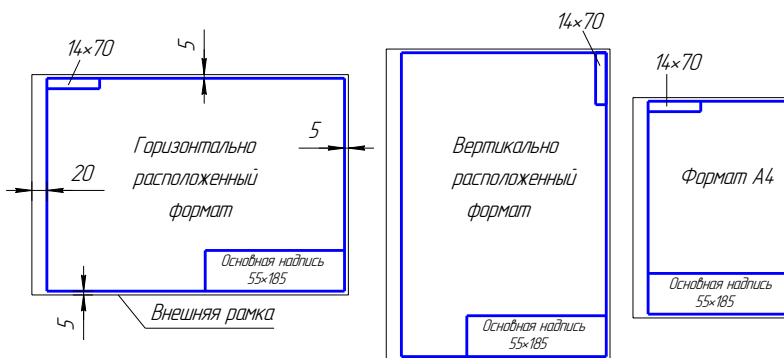 14×70
5
5
20
Горизонтально
расположенный
формат
Основная надпись
55×185
5
Внешняя рамка
14×70
Вертикально
расположенный
формат
Основная надпись
55×185
14×70
Формат А4
Основная надпись
55×185